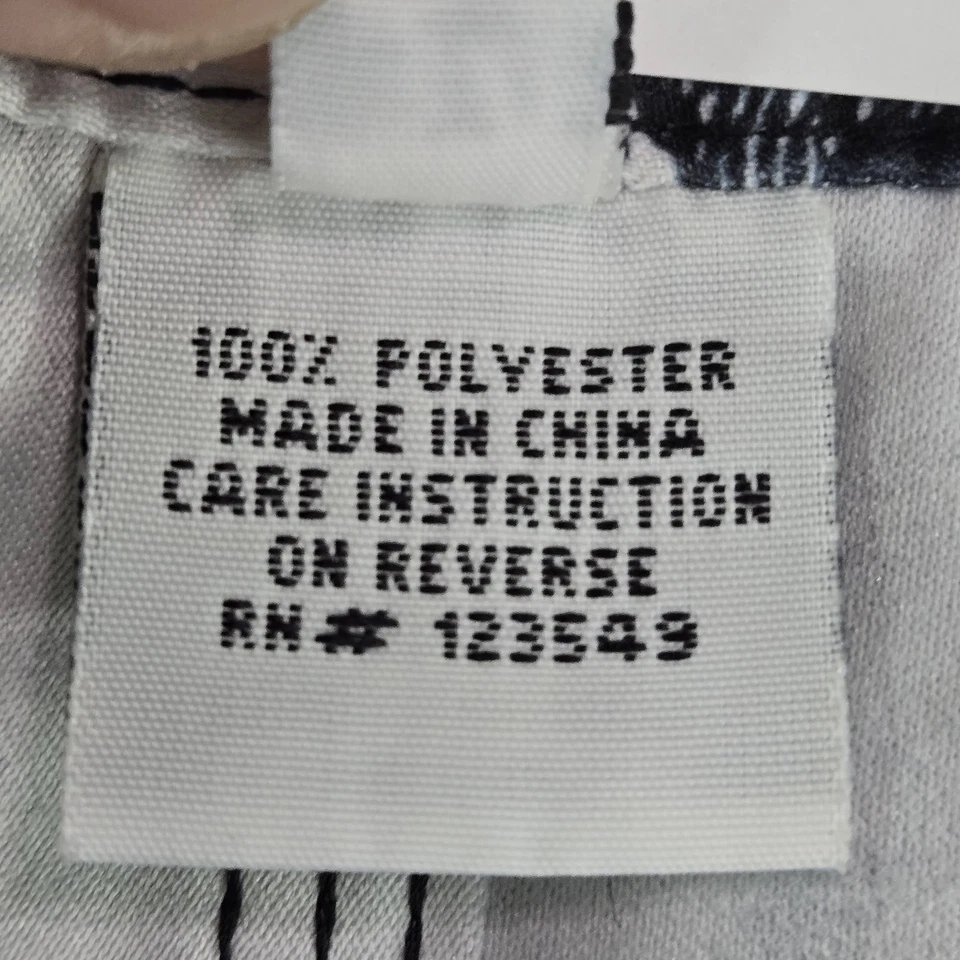 100% POLYESTER
MADE IN CHINA
CARE INSTRUCTION
ON REVERSE
RN# 123549